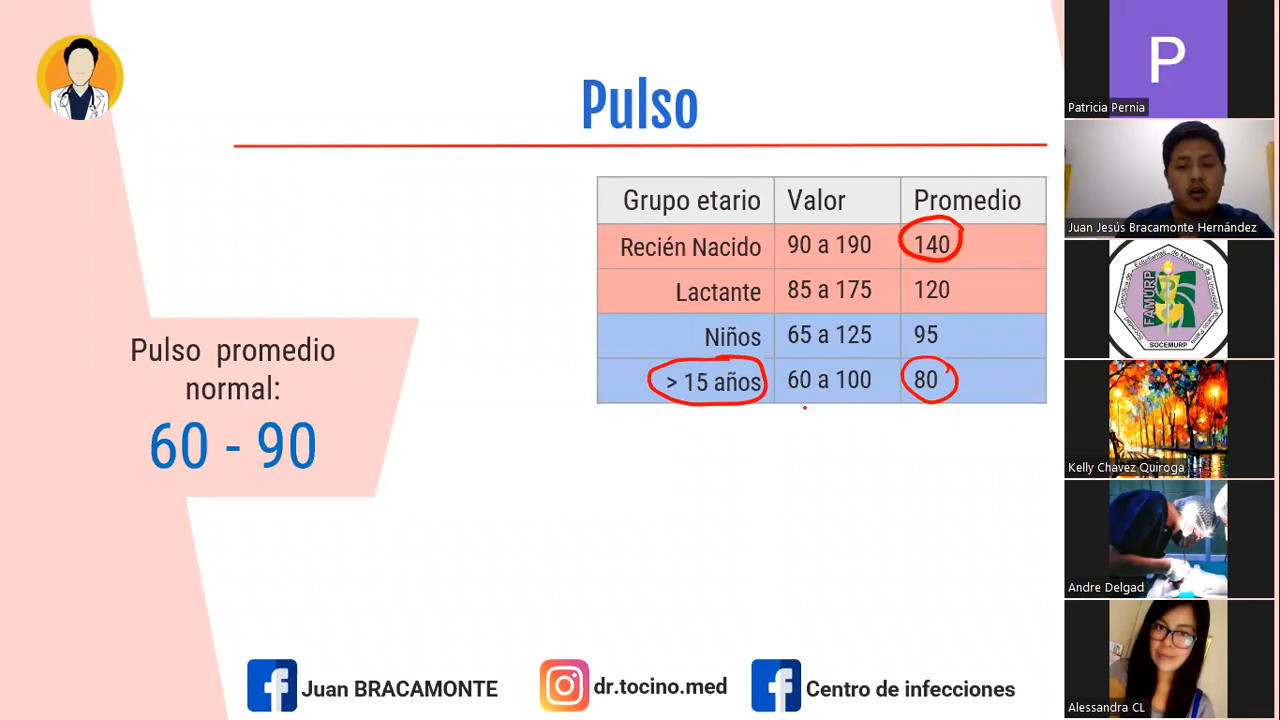 Pulso
Grupo etario Valor Promedio
Recién Nacido 90 a 190 140
Lactante 85 a 175 120
Niños 65 a 125 95
> 15 años 60 a 100 80
Pulso promedio
normal:
60 - 90
Juan BRACAMONTE
dr.tocino.med
Centro de infecciones
P
Patricia Pernia
Juan Jesús Bracamonte Hernández
FAMURP
SOCEMURP
Kelly Chavez Quiroga
Andre Delgad
Alessandra CL